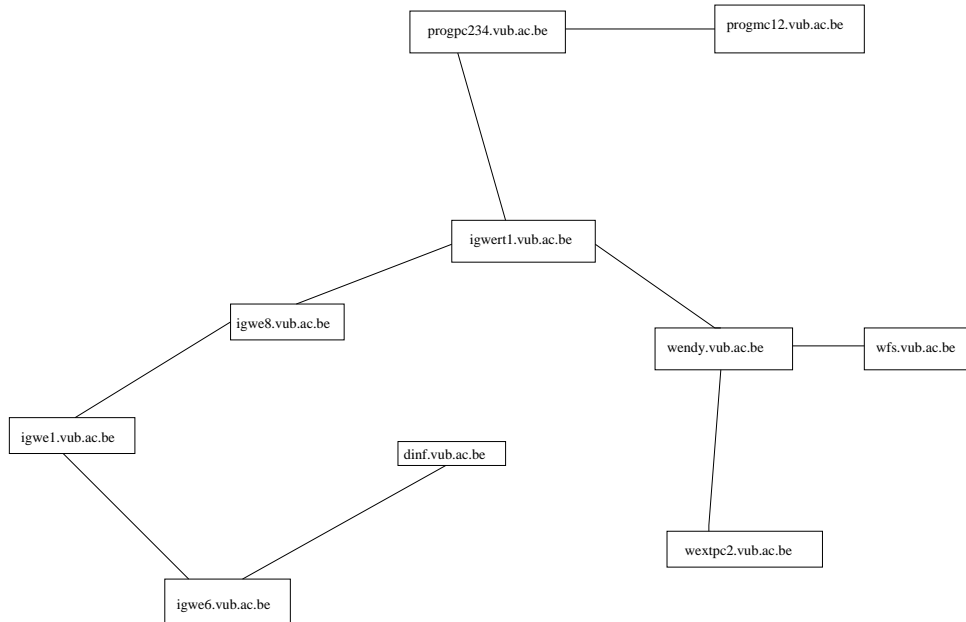 progpc234.vub.ac.be
progmc12.vub.ac.be
igwert1.vub.ac.be
igwe8.vub.ac.be
wendy.vub.ac.be
wfs.vub.ac.be
igwe1.vub.ac.be
dinf.vub.ac.be
wextpc2.vub.ac.be
igwe6.vub.ac.be